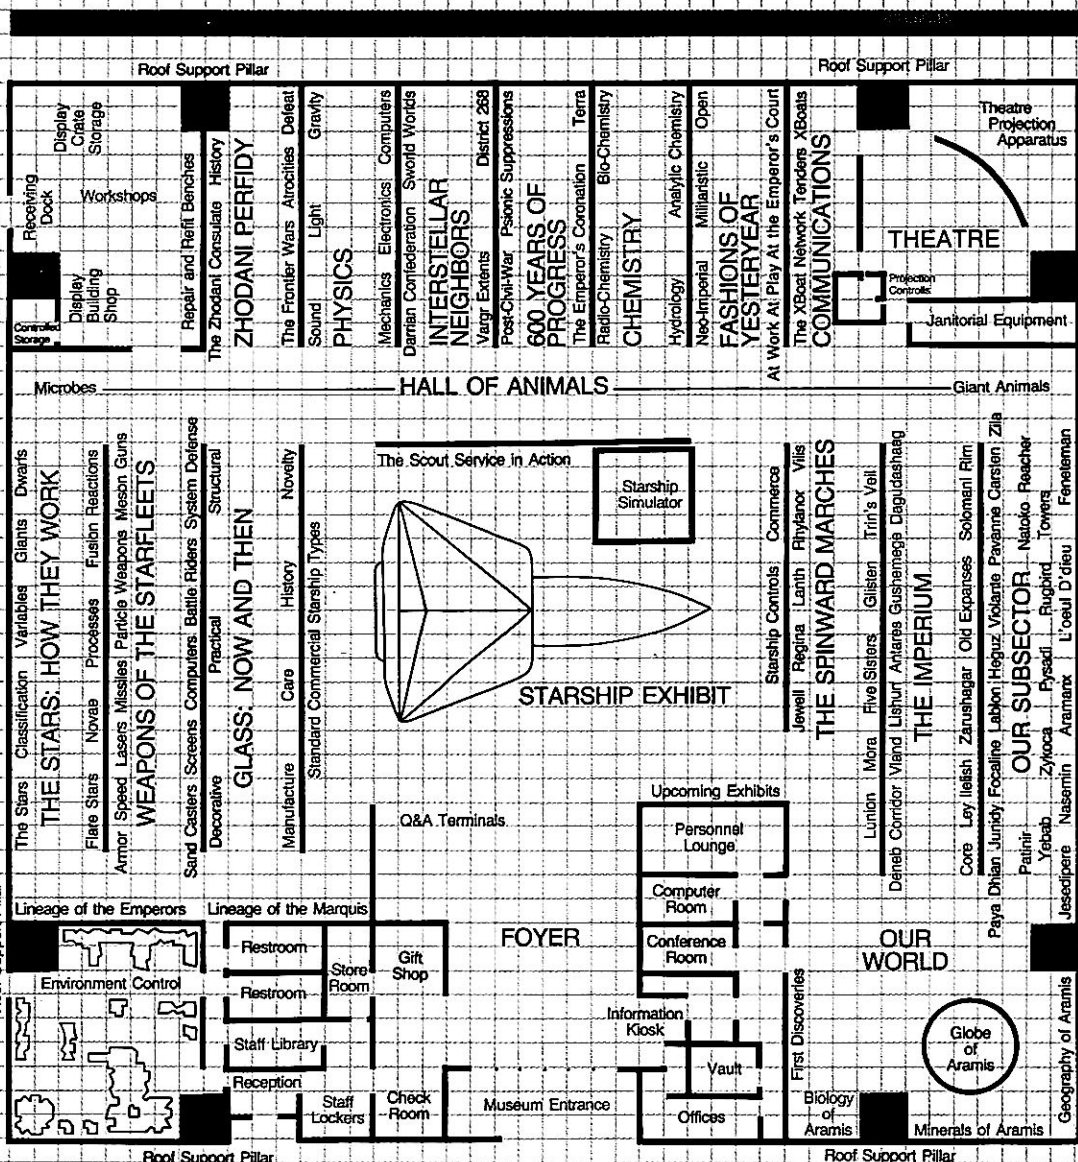 Roof Support Pillar
Roof Support Pillar
Display
Crate
Storage
Receiving
Dock
Workshops
Display
Building
Shop
Controlled
Storage
Repair and Refit Benches
The Zhodani Consulate History
ZHODANI PERFIDY
The Frontier Wars Atrocities Defeat
Sound Light Gravity
PHYSICS
Mechanics Electronics Computers
Darrian Confederation Sword Worlds
INTERSTELLAR
NEIGHBORS
Vargr Extents District 268
Post-Civil-War Psionic Suppressions
600 YEARS OF
PROGRESS
The Emperor's Coronation Terra
Radio-Chemistry Bio-Chemistry
CHEMISTRY
Hydrology Analytic Chemistry
Neo-Imperial Militaristic Open
FASHIONS OF
YESTERYEAR
At Work At Play At the Emperor's Court
The XBoat Network Tenders XBoats
COMMUNICATIONS
Theatre
Projection
Apparatus
THEATRE
Projection
Controls
Janitorial Equipment
Microbes
HALL OF ANIMALS
Giant Animals
The Stars Classification Variables Giants Dwarfs
THE STARS: HOW THEY WORK
Flare Stars Novae Processes Fusion Reactions
Armor Speed Lasers Missiles Particle Weapons Meson Guns
WEAPONS OF THE STARFLEETS
Sand Casters Screens Computers Battle Riders System Defense
Decorative Practical Structural
GLASS: NOW AND THEN
Manufacture Care History Novelty
Standard Commercial Starship Types
The Scout Service in Action
Starship
Simulator
STARSHIP EXHIBIT
Starship Controls Commerce
Jewell Regina Lanth Rhylanor Vilis
THE SPINWARD MARCHES
Lunion Mora Five Sisters Glisten Trin's Veil
Deneb Corridor Vland Lishun Antares Gushemege Dagudashaag
THE IMPERIUM
Core Ley Ilelish Zarushagar Old Expanses Solomani Rim
Paya Dhian Junidy Focaline Lablon Heguz Violante Pavanne Carsten Zila
OUR SUBSECTOR
Patinir Natoko Reacher
Yebab Zykoca Pysadi Rugbird Towers
Jesedipere Nasemin Aramanx L'oeul D'dieu Feneteman
Q&A Terminals
Upcoming Exhibits
Personnel
Lounge
Computer
Room
Conference
Room
Lineage of the Emperors
Lineage of the Marquis
Restroom
Restroom
Store
Room
Gift
Shop
FOYER
OUR
WORLD
Environment Control
Staff Library
Reception
Staff
Lockers
Check
Room
Museum Entrance
Information
Kiosk
Vault
Offices
First Discoveries
Globe
of
Aramis
Geography of Aramis
Biology
of
Aramis
Minerals of Aramis
Roof Support Pillar
Roof Support Pillar